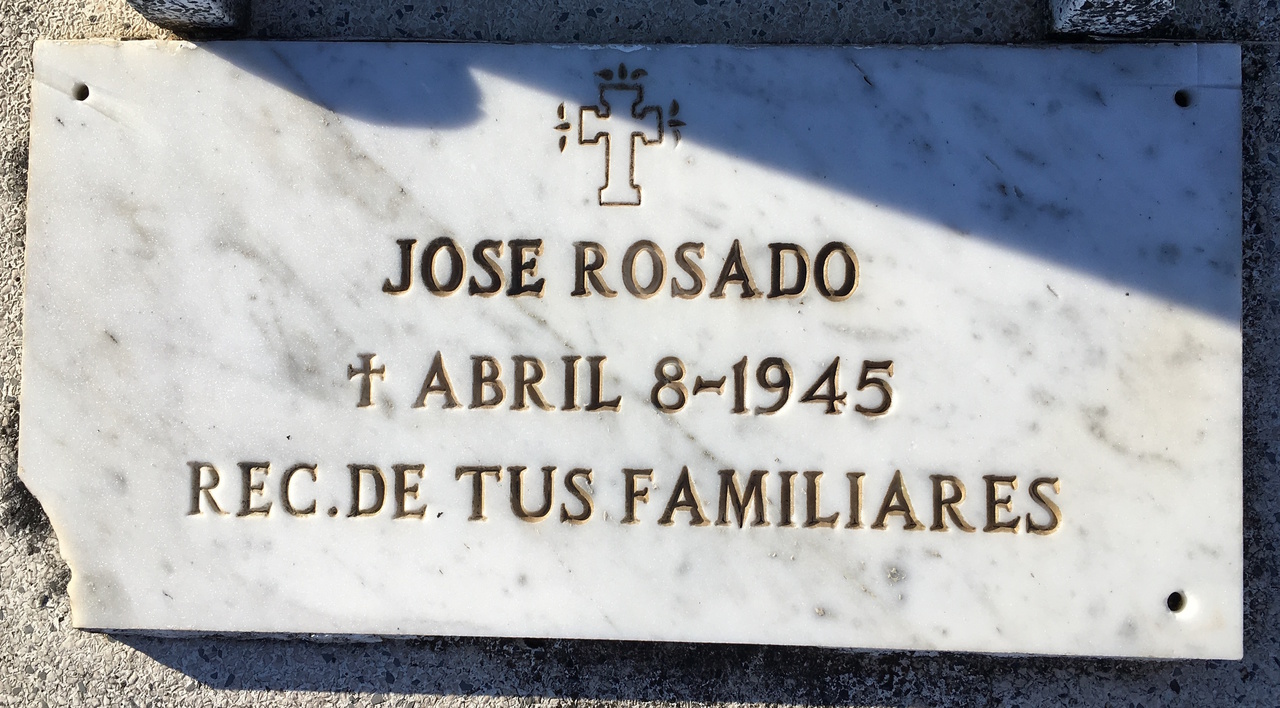 JOSE ROSADO
✝ ABRIL 8-1945
REC. DE TUS FAMILIARES